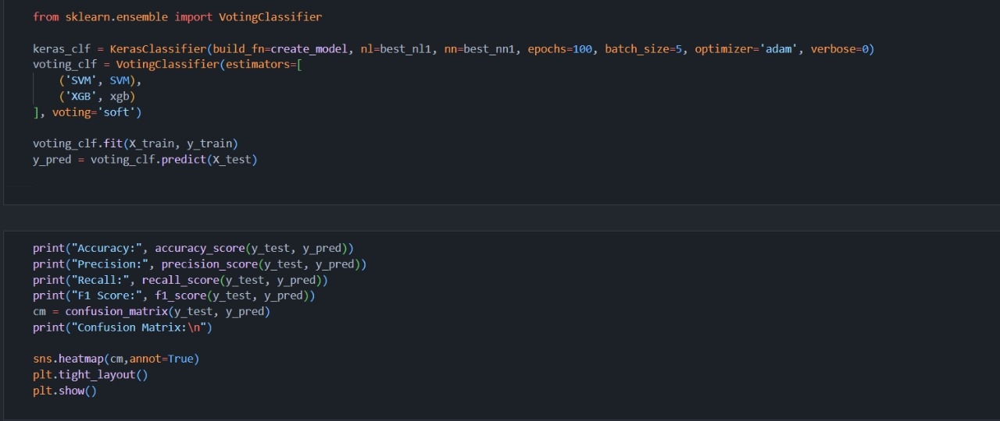 from sklearn.ensemble import VotingClassifier
keras_clf = KerasClassifier(build_fn=create_model, nl=best_nl1, nn=best_nn1, epochs=100, batch_size=5, optimizer='adam', verbose=0)
voting_clf = VotingClassifier(estimators=[
    ('SVM', SVM),
    ('XGB', xgb)
], voting='soft')
voting_clf.fit(X_train, y_train)
y_pred = voting_clf.predict(X_test)
print("Accuracy:", accuracy_score(y_test, y_pred))
print("Precision:", precision_score(y_test, y_pred))
print("Recall:", recall_score(y_test, y_pred))
print("F1 Score:", f1_score(y_test, y_pred))
cm = confusion_matrix(y_test, y_pred)
print("Confusion Matrix:\n")
sns.heatmap(cm,annot=True)
plt.tight_layout()
plt.show()